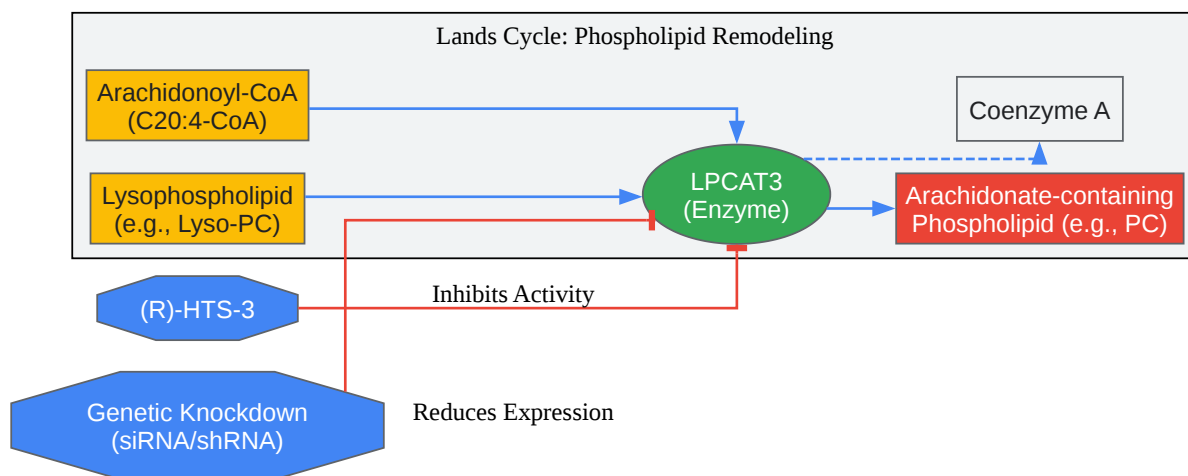 Lands Cycle: Phospholipid Remodeling
Arachidonoyl-CoA
(C20:4-CoA)
Coenzyme A
Lysophospholipid
(e.g., Lyso-PC)
LPCAT3
(Enzyme)
Arachidonate-containing
Phospholipid (e.g., PC)
(R)-HTS-3
Inhibits Activity
Genetic Knockdown
(siRNA/shRNA)
Reduces Expression